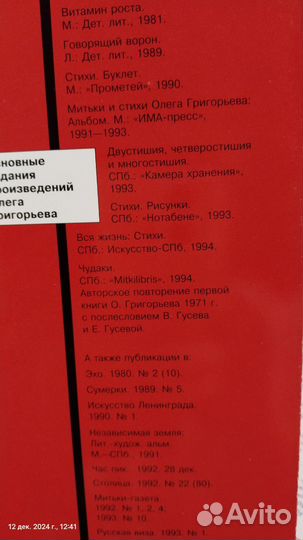 Витамин роста.
М.: Дет. лит., 1981.
Говорящий ворон.
Л.: Дет. лит., 1989.
Стихи. Буклет.
М.: «Прометей», 1990.
Митьки и стихи Олега Григорьева:
Альбом. М.: «ИМА-пресс»,
1991—1993.
Двустишия, четверостишия
и многостишия.
СПб.: «Камера хранения»,
1993.
Стихи. Рисунки.
СПб.: «Нотабене», 1993.
Вся жизнь: Стихи.
СПб.: Искусство-СПб, 1994.
Чудаки.
СПб.: «Mitkilibris», 1994.
Авторское повторение первой
книги О. Григорьева 1971 г.
с послесловием В. Гусева
и Е. Гусевой.
сновные
дания
роизведений
лега
ригорьева
А также публикации в:
Эхо. 1980. № 2 (10).
Сумерки. 1989. № 5.
Искусство Ленинграда.
1990. № 1.
Независимая земля:
Лит.-худож. альм.
М.—СПб. 1991.
Час пик. 1992. 28 дек.
Столица. 1992. № 22 (80).
Митьки-газета.
1992. № 1, 2, 4;
1993. № 10.
Русская виза. 1993. № 1.
12 дек. 2024 г., 12:41
Avito